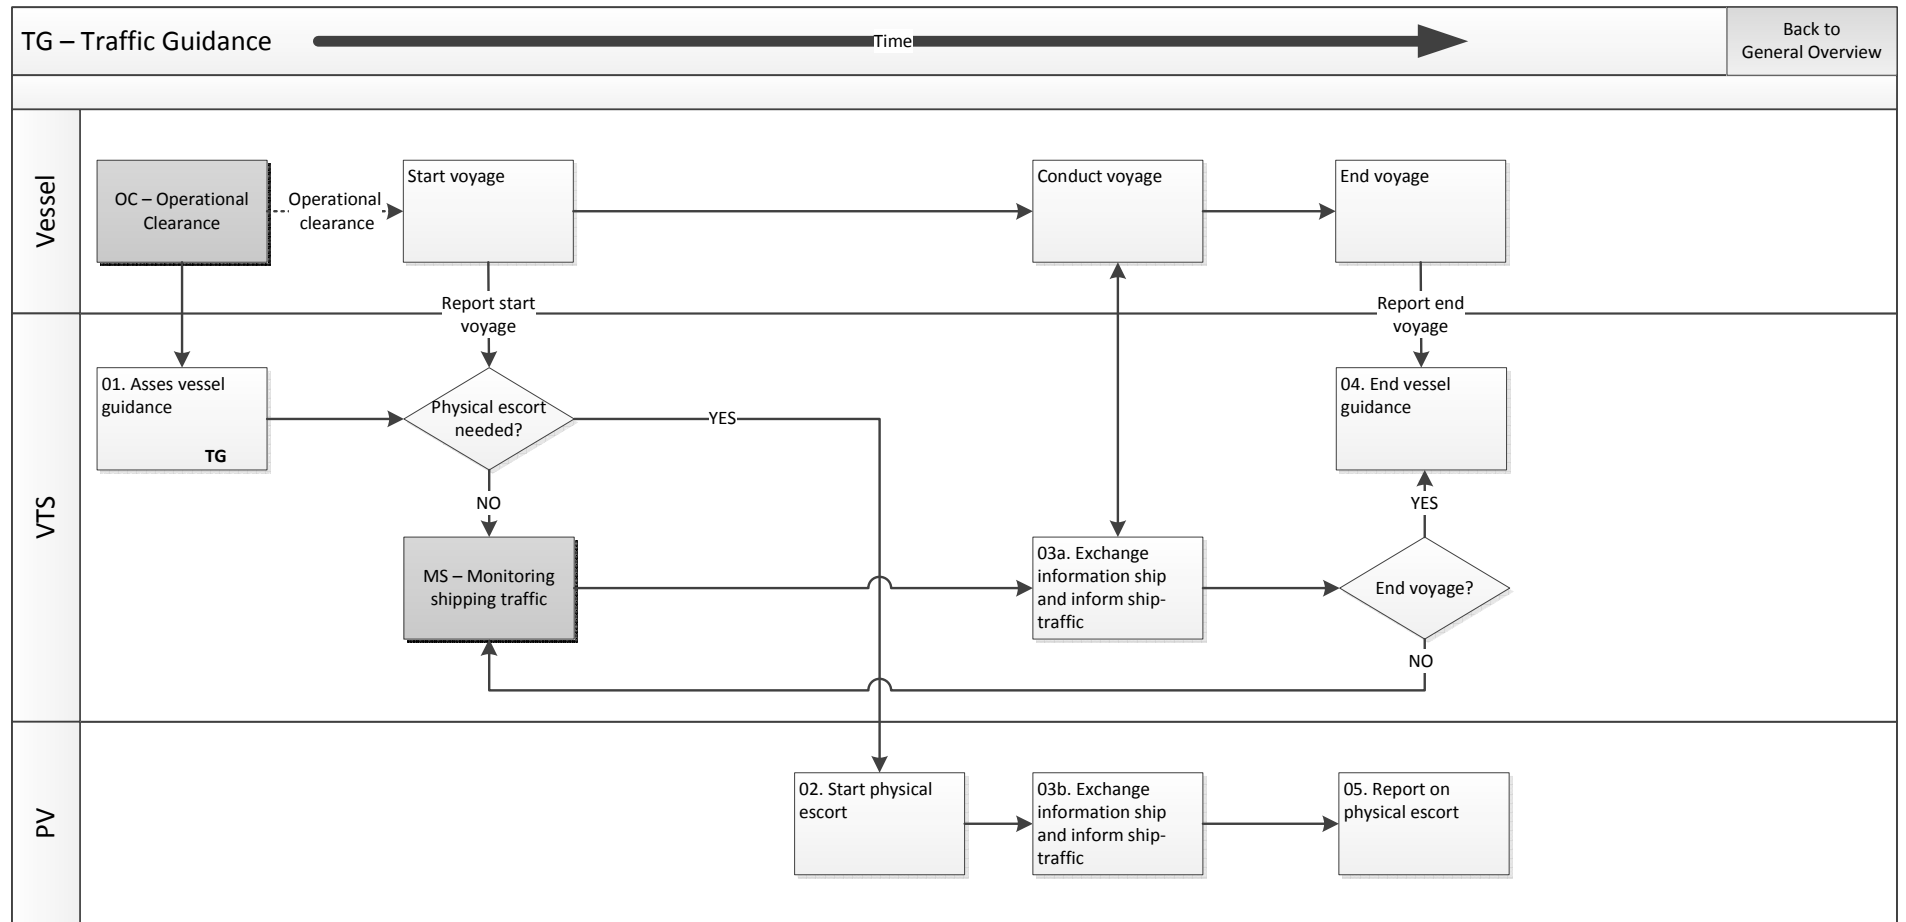 TG – Traffic Guidance
Time
Back to
General Overview
Vessel
OC – Operational
Clearance
Operational
clearance
Start voyage
Conduct voyage
End voyage
Report start
voyage
Report end
voyage
VTS
01. Asses vessel
guidance
TG
Physical escort
needed?
YES
NO
04. End vessel
guidance
YES
MS – Monitoring
shipping traffic
03a. Exchange
information ship
and inform ship-
traffic
End voyage?
NO
PV
02. Start physical
escort
03b. Exchange
information ship
and inform ship-
traffic
05. Report on
physical escort